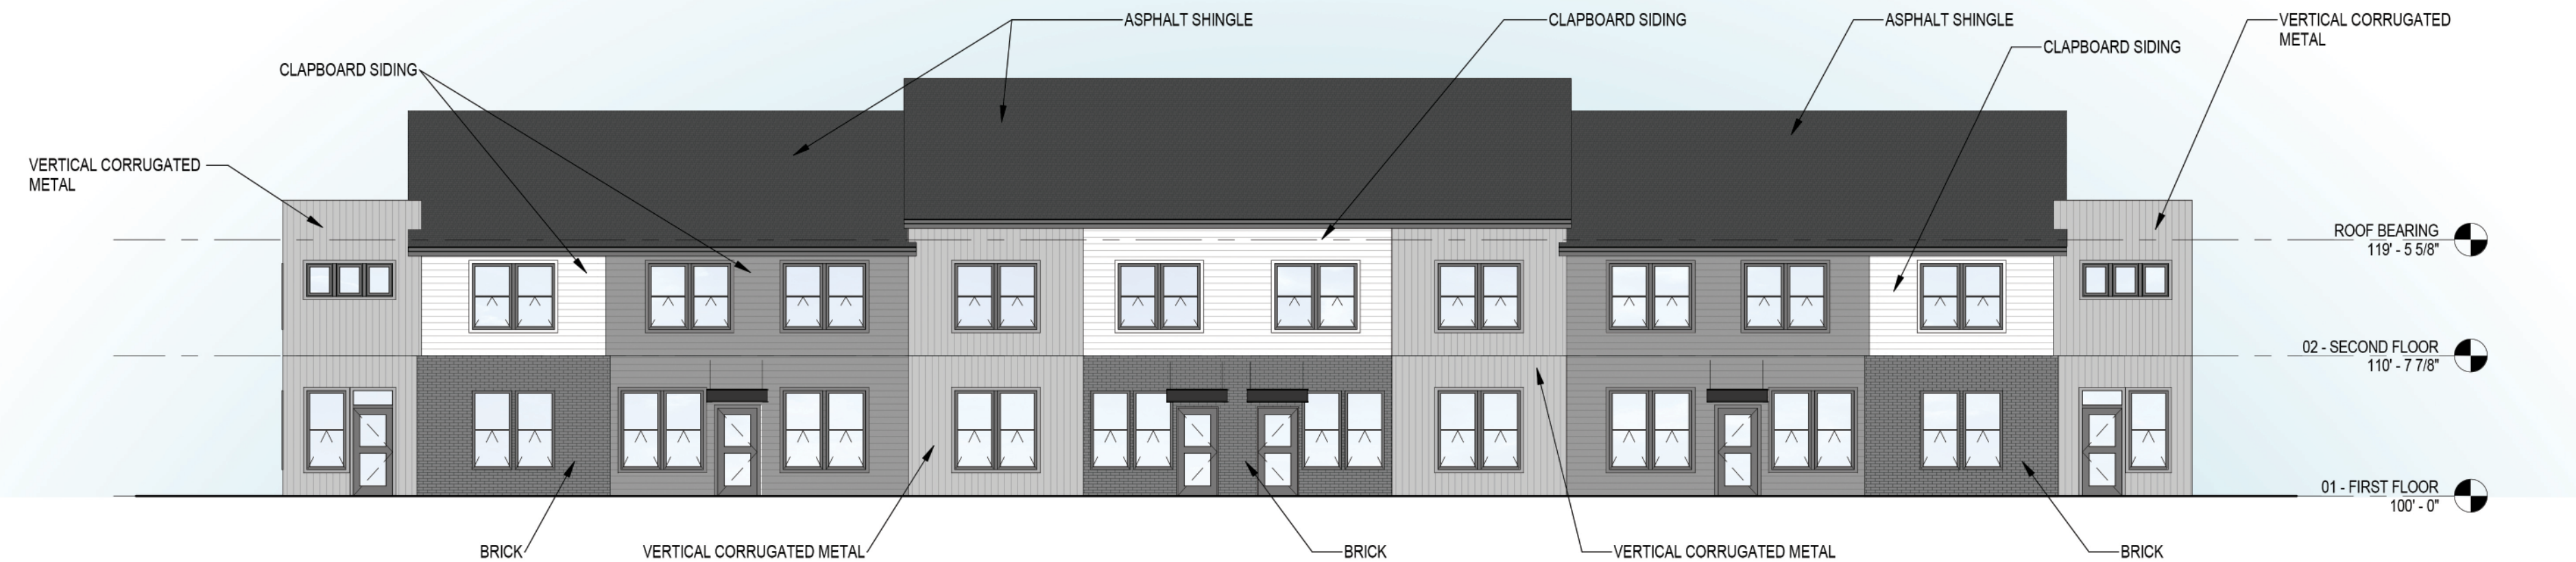 ASPHALT SHINGLE
CLAPBOARD SIDING
ASPHALT SHINGLE
VERTICAL CORRUGATED
METAL
CLAPBOARD SIDING
CLAPBOARD SIDING
VERTICAL CORRUGATED
METAL
ROOF BEARING
119' - 5 5/8"
02 - SECOND FLOOR
110' - 7 7/8"
01 - FIRST FLOOR
100' - 0"
BRICK
VERTICAL CORRUGATED METAL
BRICK
VERTICAL CORRUGATED METAL
BRICK